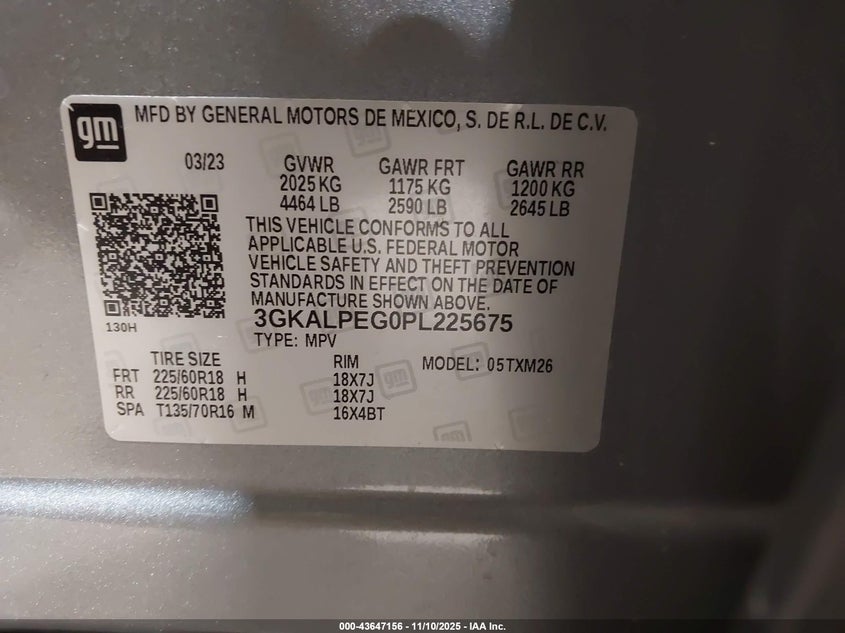 gm
MFD BY GENERAL MOTORS DE MEXICO, S. DE R.L. DE C.V.
03/23 GVWR GAWR FRT GAWR RR
2025 KG 1175 KG 1200 KG
4464 LB 2590 LB 2645 LB
THIS VEHICLE CONFORMS TO ALL
APPLICABLE U.S. FEDERAL MOTOR
VEHICLE SAFETY AND THEFT PREVENTION
STANDARDS IN EFFECT ON THE DATE OF
MANUFACTURE SHOWN ABOVE.
3GKALPEG0PL225675
130H
TYPE: MPV
TIRE SIZE RIM MODEL: 05TXM26
FRT 225/60R18 H 18X7J
RR 225/60R18 H 18X7J
SPA T135/70R16 M 16X4BT
000-43647156 - 11/10/2025 - IAA Inc.